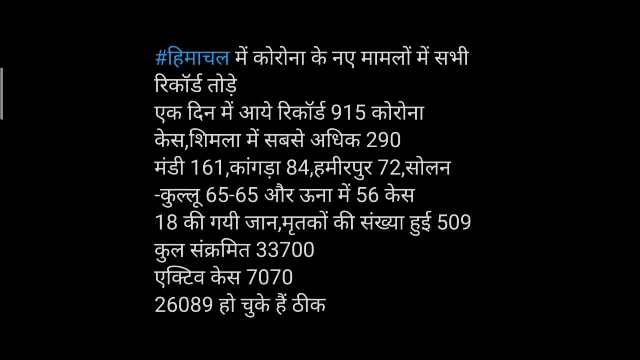 #हिमाचल में कोरोना के नए मामलों में सभी
रिकॉर्ड तोड़े
एक दिन में आये रिकॉर्ड 915 कोरोना
केस,शिमला में सबसे अधिक 290
मंडी 161,कांगड़ा 84,हमीरपुर 72,सोलन
-कुल्लू 65-65 और ऊना में 56 केस
18 की गयी जान,मृतकों की संख्या हुई 509
कुल संक्रमित 33700
एक्टिव केस 7070
26089 हो चुके हैं ठीक